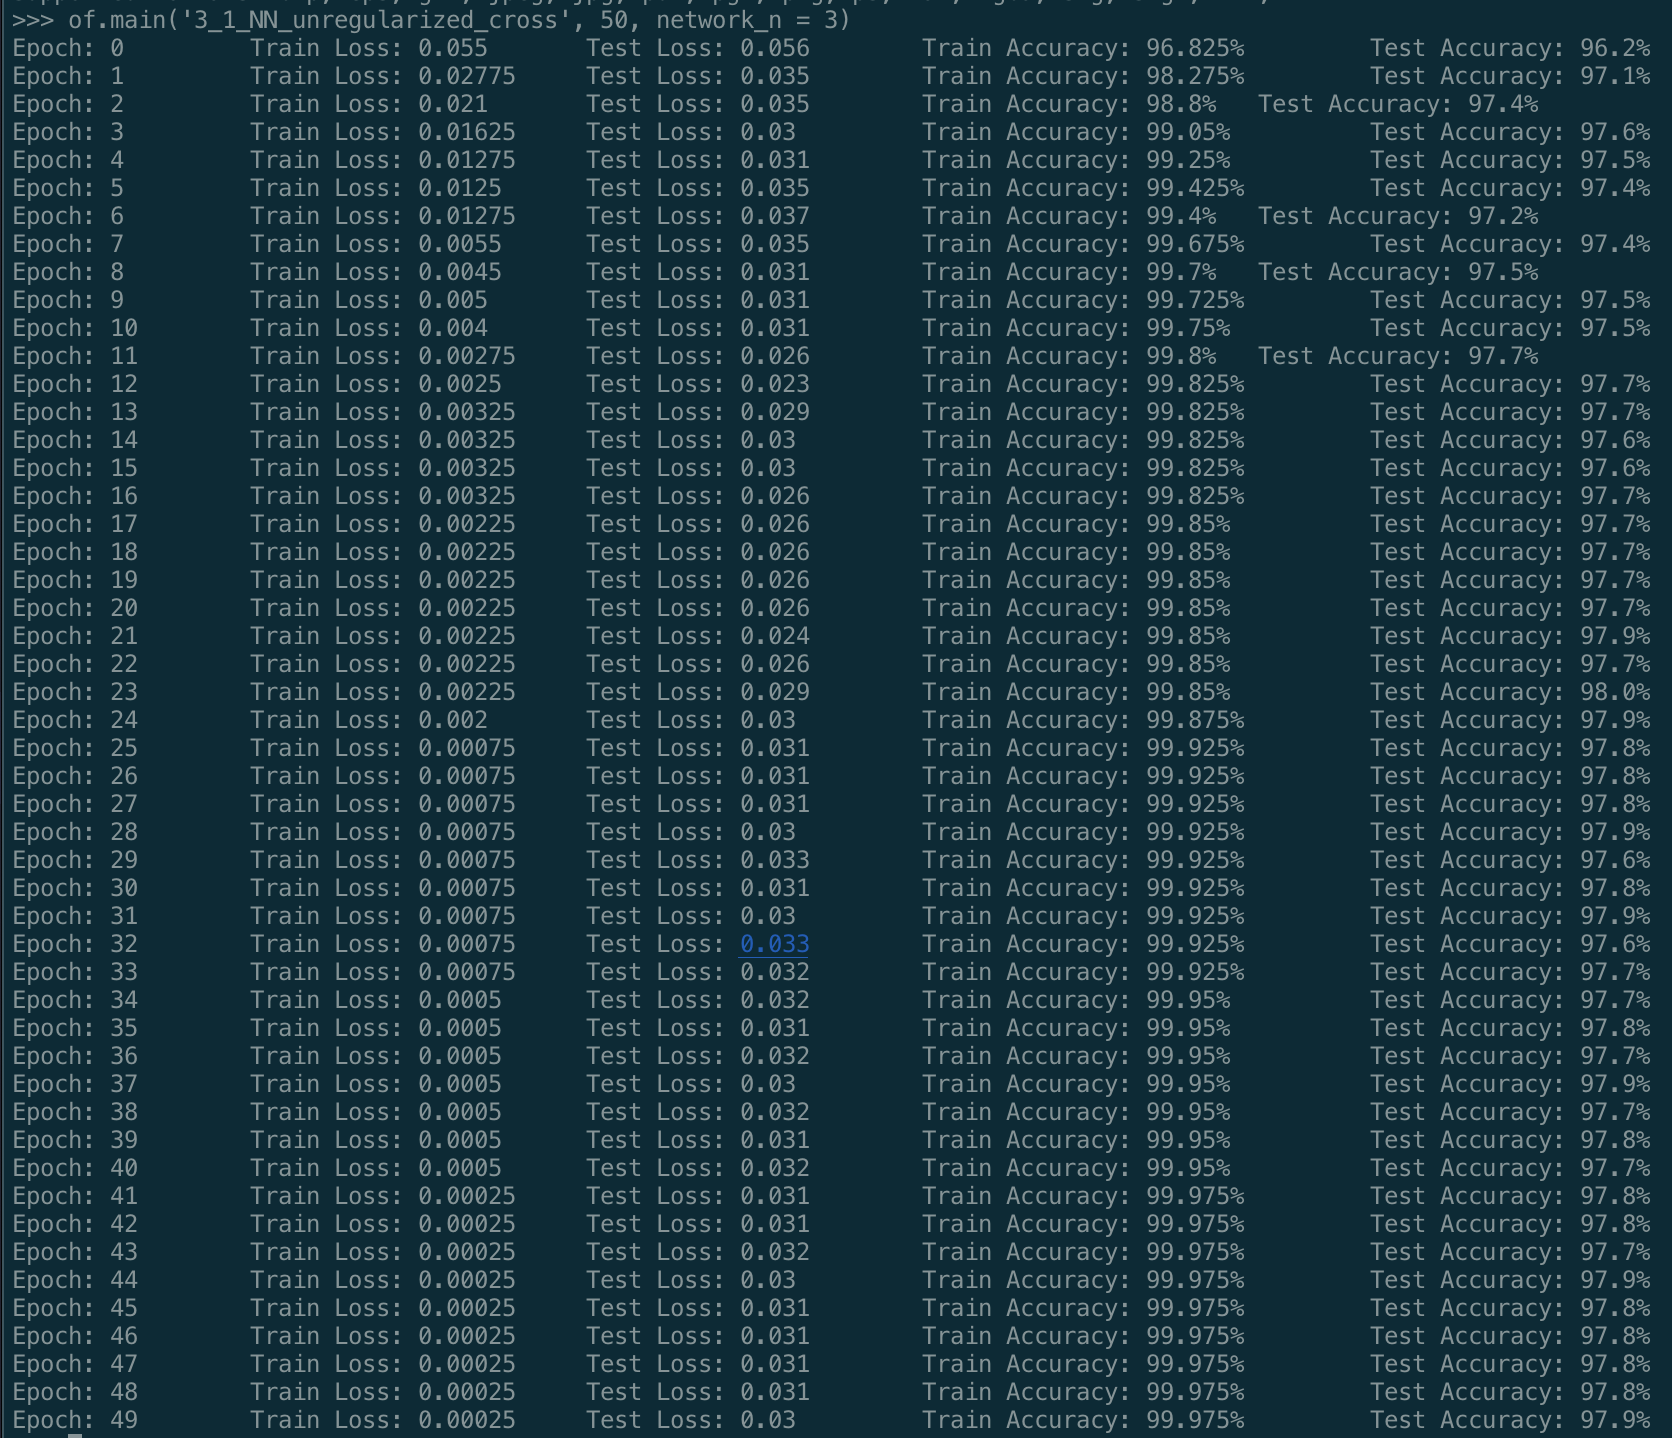 >>> of.main('3_1_NN_unregularized_cross', 50, network_n = 3)
Epoch: 0 Train Loss: 0.055 Test Loss: 0.056 Train Accuracy: 96.825% Test Accuracy: 96.2%
Epoch: 1 Train Loss: 0.02775 Test Loss: 0.035 Train Accuracy: 98.275% Test Accuracy: 97.1%
Epoch: 2 Train Loss: 0.021 Test Loss: 0.035 Train Accuracy: 98.8% Test Accuracy: 97.4%
Epoch: 3 Train Loss: 0.01625 Test Loss: 0.03 Train Accuracy: 99.05% Test Accuracy: 97.6%
Epoch: 4 Train Loss: 0.01275 Test Loss: 0.031 Train Accuracy: 99.25% Test Accuracy: 97.5%
Epoch: 5 Train Loss: 0.0125 Test Loss: 0.035 Train Accuracy: 99.425% Test Accuracy: 97.4%
Epoch: 6 Train Loss: 0.01275 Test Loss: 0.037 Train Accuracy: 99.4% Test Accuracy: 97.2%
Epoch: 7 Train Loss: 0.0055 Test Loss: 0.035 Train Accuracy: 99.675% Test Accuracy: 97.4%
Epoch: 8 Train Loss: 0.0045 Test Loss: 0.031 Train Accuracy: 99.7% Test Accuracy: 97.5%
Epoch: 9 Train Loss: 0.005 Test Loss: 0.031 Train Accuracy: 99.725% Test Accuracy: 97.5%
Epoch: 10 Train Loss: 0.004 Test Loss: 0.031 Train Accuracy: 99.75% Test Accuracy: 97.5%
Epoch: 11 Train Loss: 0.00275 Test Loss: 0.026 Train Accuracy: 99.8% Test Accuracy: 97.7%
Epoch: 12 Train Loss: 0.0025 Test Loss: 0.023 Train Accuracy: 99.825% Test Accuracy: 97.7%
Epoch: 13 Train Loss: 0.00325 Test Loss: 0.029 Train Accuracy: 99.825% Test Accuracy: 97.7%
Epoch: 14 Train Loss: 0.00325 Test Loss: 0.03 Train Accuracy: 99.825% Test Accuracy: 97.6%
Epoch: 15 Train Loss: 0.00325 Test Loss: 0.03 Train Accuracy: 99.825% Test Accuracy: 97.6%
Epoch: 16 Train Loss: 0.00325 Test Loss: 0.026 Train Accuracy: 99.825% Test Accuracy: 97.7%
Epoch: 17 Train Loss: 0.00225 Test Loss: 0.026 Train Accuracy: 99.85% Test Accuracy: 97.7%
Epoch: 18 Train Loss: 0.00225 Test Loss: 0.026 Train Accuracy: 99.85% Test Accuracy: 97.7%
Epoch: 19 Train Loss: 0.00225 Test Loss: 0.026 Train Accuracy: 99.85% Test Accuracy: 97.7%
Epoch: 20 Train Loss: 0.00225 Test Loss: 0.026 Train Accuracy: 99.85% Test Accuracy: 97.7%
Epoch: 21 Train Loss: 0.00225 Test Loss: 0.024 Train Accuracy: 99.85% Test Accuracy: 97.9%
Epoch: 22 Train Loss: 0.00225 Test Loss: 0.026 Train Accuracy: 99.85% Test Accuracy: 97.7%
Epoch: 23 Train Loss: 0.00225 Test Loss: 0.029 Train Accuracy: 99.85% Test Accuracy: 98.0%
Epoch: 24 Train Loss: 0.002 Test Loss: 0.03 Train Accuracy: 99.875% Test Accuracy: 97.9%
Epoch: 25 Train Loss: 0.00075 Test Loss: 0.031 Train Accuracy: 99.925% Test Accuracy: 97.8%
Epoch: 26 Train Loss: 0.00075 Test Loss: 0.031 Train Accuracy: 99.925% Test Accuracy: 97.8%
Epoch: 27 Train Loss: 0.00075 Test Loss: 0.031 Train Accuracy: 99.925% Test Accuracy: 97.8%
Epoch: 28 Train Loss: 0.00075 Test Loss: 0.03 Train Accuracy: 99.925% Test Accuracy: 97.9%
Epoch: 29 Train Loss: 0.00075 Test Loss: 0.033 Train Accuracy: 99.925% Test Accuracy: 97.6%
Epoch: 30 Train Loss: 0.00075 Test Loss: 0.031 Train Accuracy: 99.925% Test Accuracy: 97.8%
Epoch: 31 Train Loss: 0.00075 Test Loss: 0.03 Train Accuracy: 99.925% Test Accuracy: 97.9%
Epoch: 32 Train Loss: 0.00075 Test Loss: 0.033 Train Accuracy: 99.925% Test Accuracy: 97.6%
Epoch: 33 Train Loss: 0.00075 Test Loss: 0.032 Train Accuracy: 99.925% Test Accuracy: 97.7%
Epoch: 34 Train Loss: 0.0005 Test Loss: 0.032 Train Accuracy: 99.95% Test Accuracy: 97.7%
Epoch: 35 Train Loss: 0.0005 Test Loss: 0.031 Train Accuracy: 99.95% Test Accuracy: 97.8%
Epoch: 36 Train Loss: 0.0005 Test Loss: 0.032 Train Accuracy: 99.95% Test Accuracy: 97.7%
Epoch: 37 Train Loss: 0.0005 Test Loss: 0.03 Train Accuracy: 99.95% Test Accuracy: 97.9%
Epoch: 38 Train Loss: 0.0005 Test Loss: 0.032 Train Accuracy: 99.95% Test Accuracy: 97.7%
Epoch: 39 Train Loss: 0.0005 Test Loss: 0.031 Train Accuracy: 99.95% Test Accuracy: 97.8%
Epoch: 40 Train Loss: 0.0005 Test Loss: 0.032 Train Accuracy: 99.95% Test Accuracy: 97.7%
Epoch: 41 Train Loss: 0.00025 Test Loss: 0.031 Train Accuracy: 99.975% Test Accuracy: 97.8%
Epoch: 42 Train Loss: 0.00025 Test Loss: 0.031 Train Accuracy: 99.975% Test Accuracy: 97.8%
Epoch: 43 Train Loss: 0.00025 Test Loss: 0.032 Train Accuracy: 99.975% Test Accuracy: 97.7%
Epoch: 44 Train Loss: 0.00025 Test Loss: 0.03 Train Accuracy: 99.975% Test Accuracy: 97.9%
Epoch: 45 Train Loss: 0.00025 Test Loss: 0.031 Train Accuracy: 99.975% Test Accuracy: 97.8%
Epoch: 46 Train Loss: 0.00025 Test Loss: 0.031 Train Accuracy: 99.975% Test Accuracy: 97.8%
Epoch: 47 Train Loss: 0.00025 Test Loss: 0.031 Train Accuracy: 99.975% Test Accuracy: 97.8%
Epoch: 48 Train Loss: 0.00025 Test Loss: 0.031 Train Accuracy: 99.975% Test Accuracy: 97.8%
Epoch: 49 Train Loss: 0.00025 Test Loss: 0.03 Train Accuracy: 99.975% Test Accuracy: 97.9%